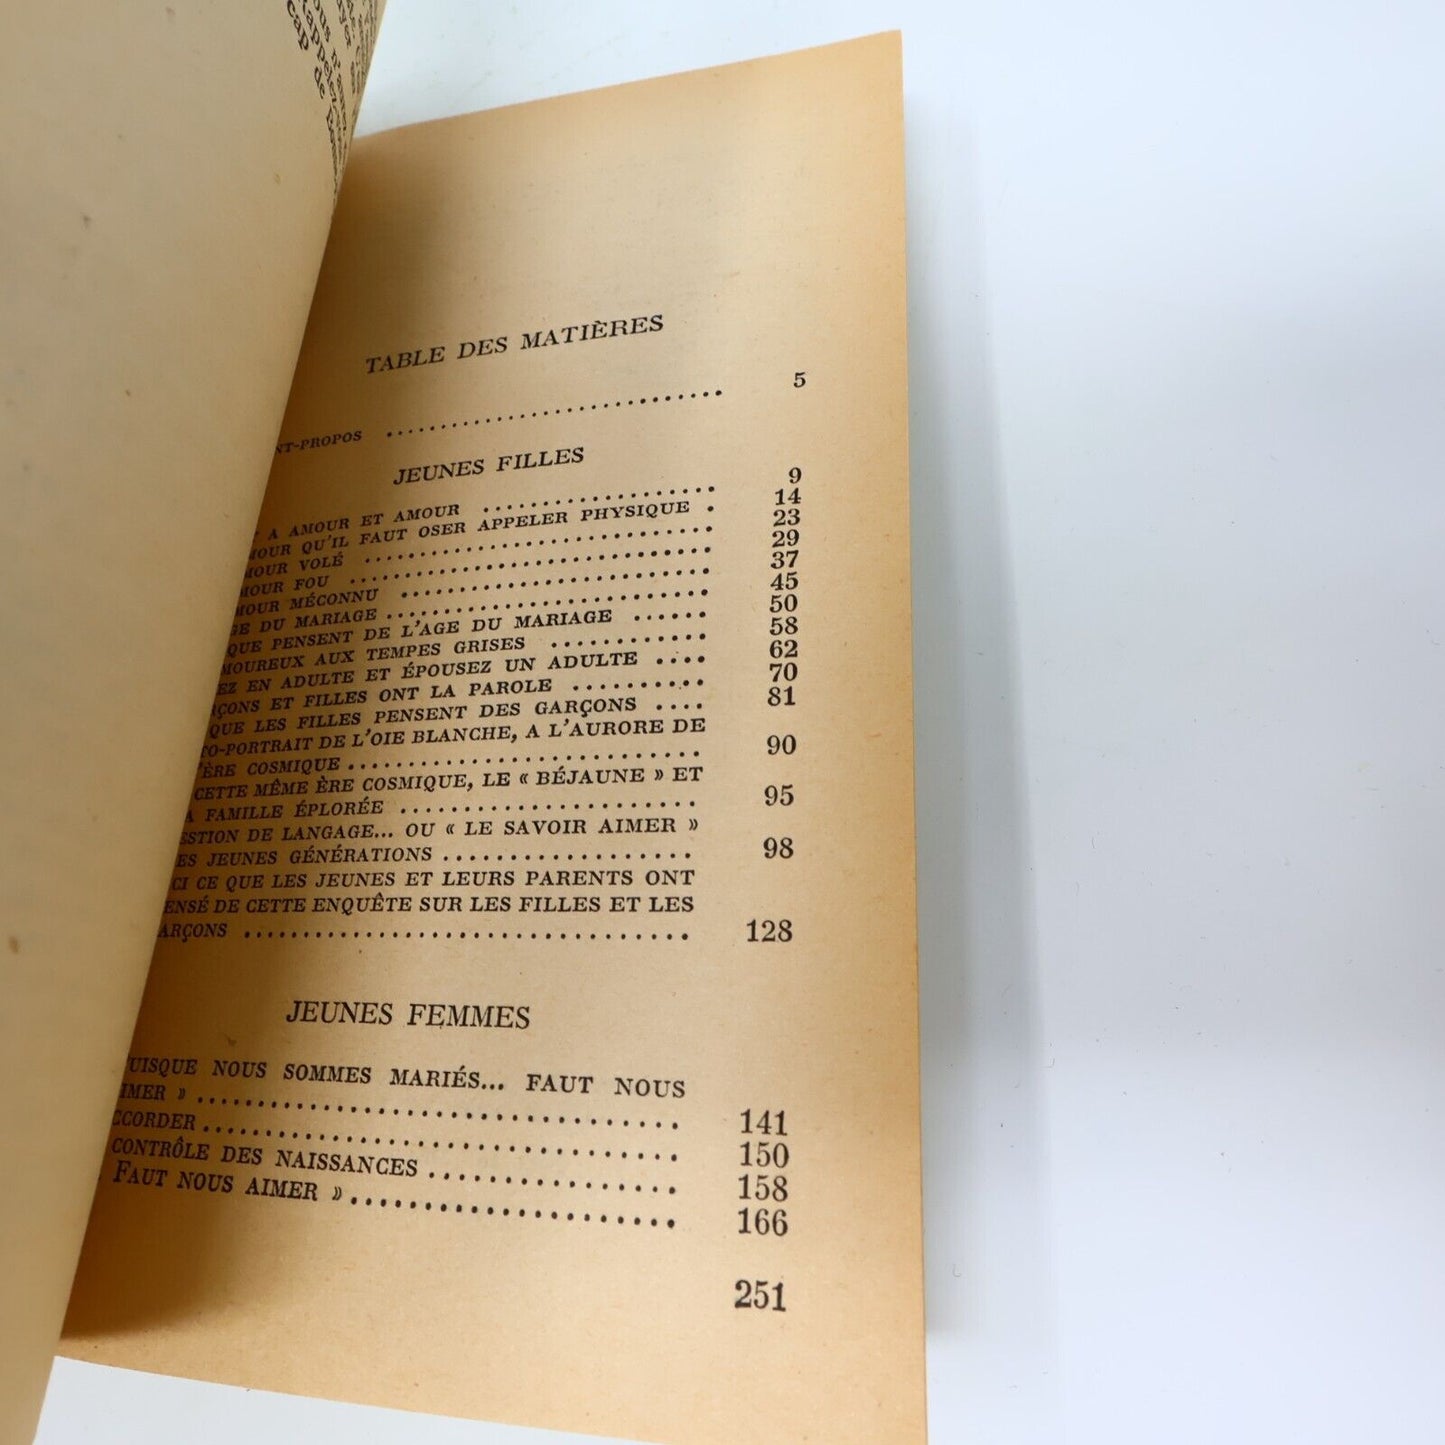 cap de
TABLE DES MATIÈRES
NT-PROPOS ........ 5
JEUNES FILLES
A AMOUR ET AMOUR ........ 9
MOUR QU'IL FAUT OSER APPELER PHYSIQUE . 14
MOUR VOLÉ ........ 23
MOUR FOU ........ 29
MOUR MÉCONNU ........ 37
GE DU MARIAGE ........ 45
QUE PENSENT DE L'AGE DU MARIAGE ...... 50
MOUREUX AUX TEMPES GRISES ........ 58
EZ EN ADULTE ET ÉPOUSEZ UN ADULTE .... 62
RÇONS ET FILLES ONT LA PAROLE ........ 70
QUE LES FILLES PENSENT DES GARÇONS .... 81
TO-PORTRAIT DE L'OIE BLANCHE, A L'AURORE DE
'ÈRE COSMIQUE ........ 90
CETTE MÊME ÈRE COSMIQUE, LE « BÉJAUNE » ET
A FAMILLE ÉPLORÉE ........ 95
ESTION DE LANGAGE... OU « LE SAVOIR AIMER »
ES JEUNES GÉNÉRATIONS ........ 98
CI CE QUE LES JEUNES ET LEURS PARENTS ONT
ENSÉ DE CETTE ENQUÊTE SUR LES FILLES ET LES
ARÇONS ........ 128
JEUNES FEMMES
UISQUE NOUS SOMMES MARIÉS... FAUT NOUS
IMER » ........ 141
CCORDER ........ 150
CONTRÔLE DES NAISSANCES ........ 158
FAUT NOUS AIMER » ........ 166
251